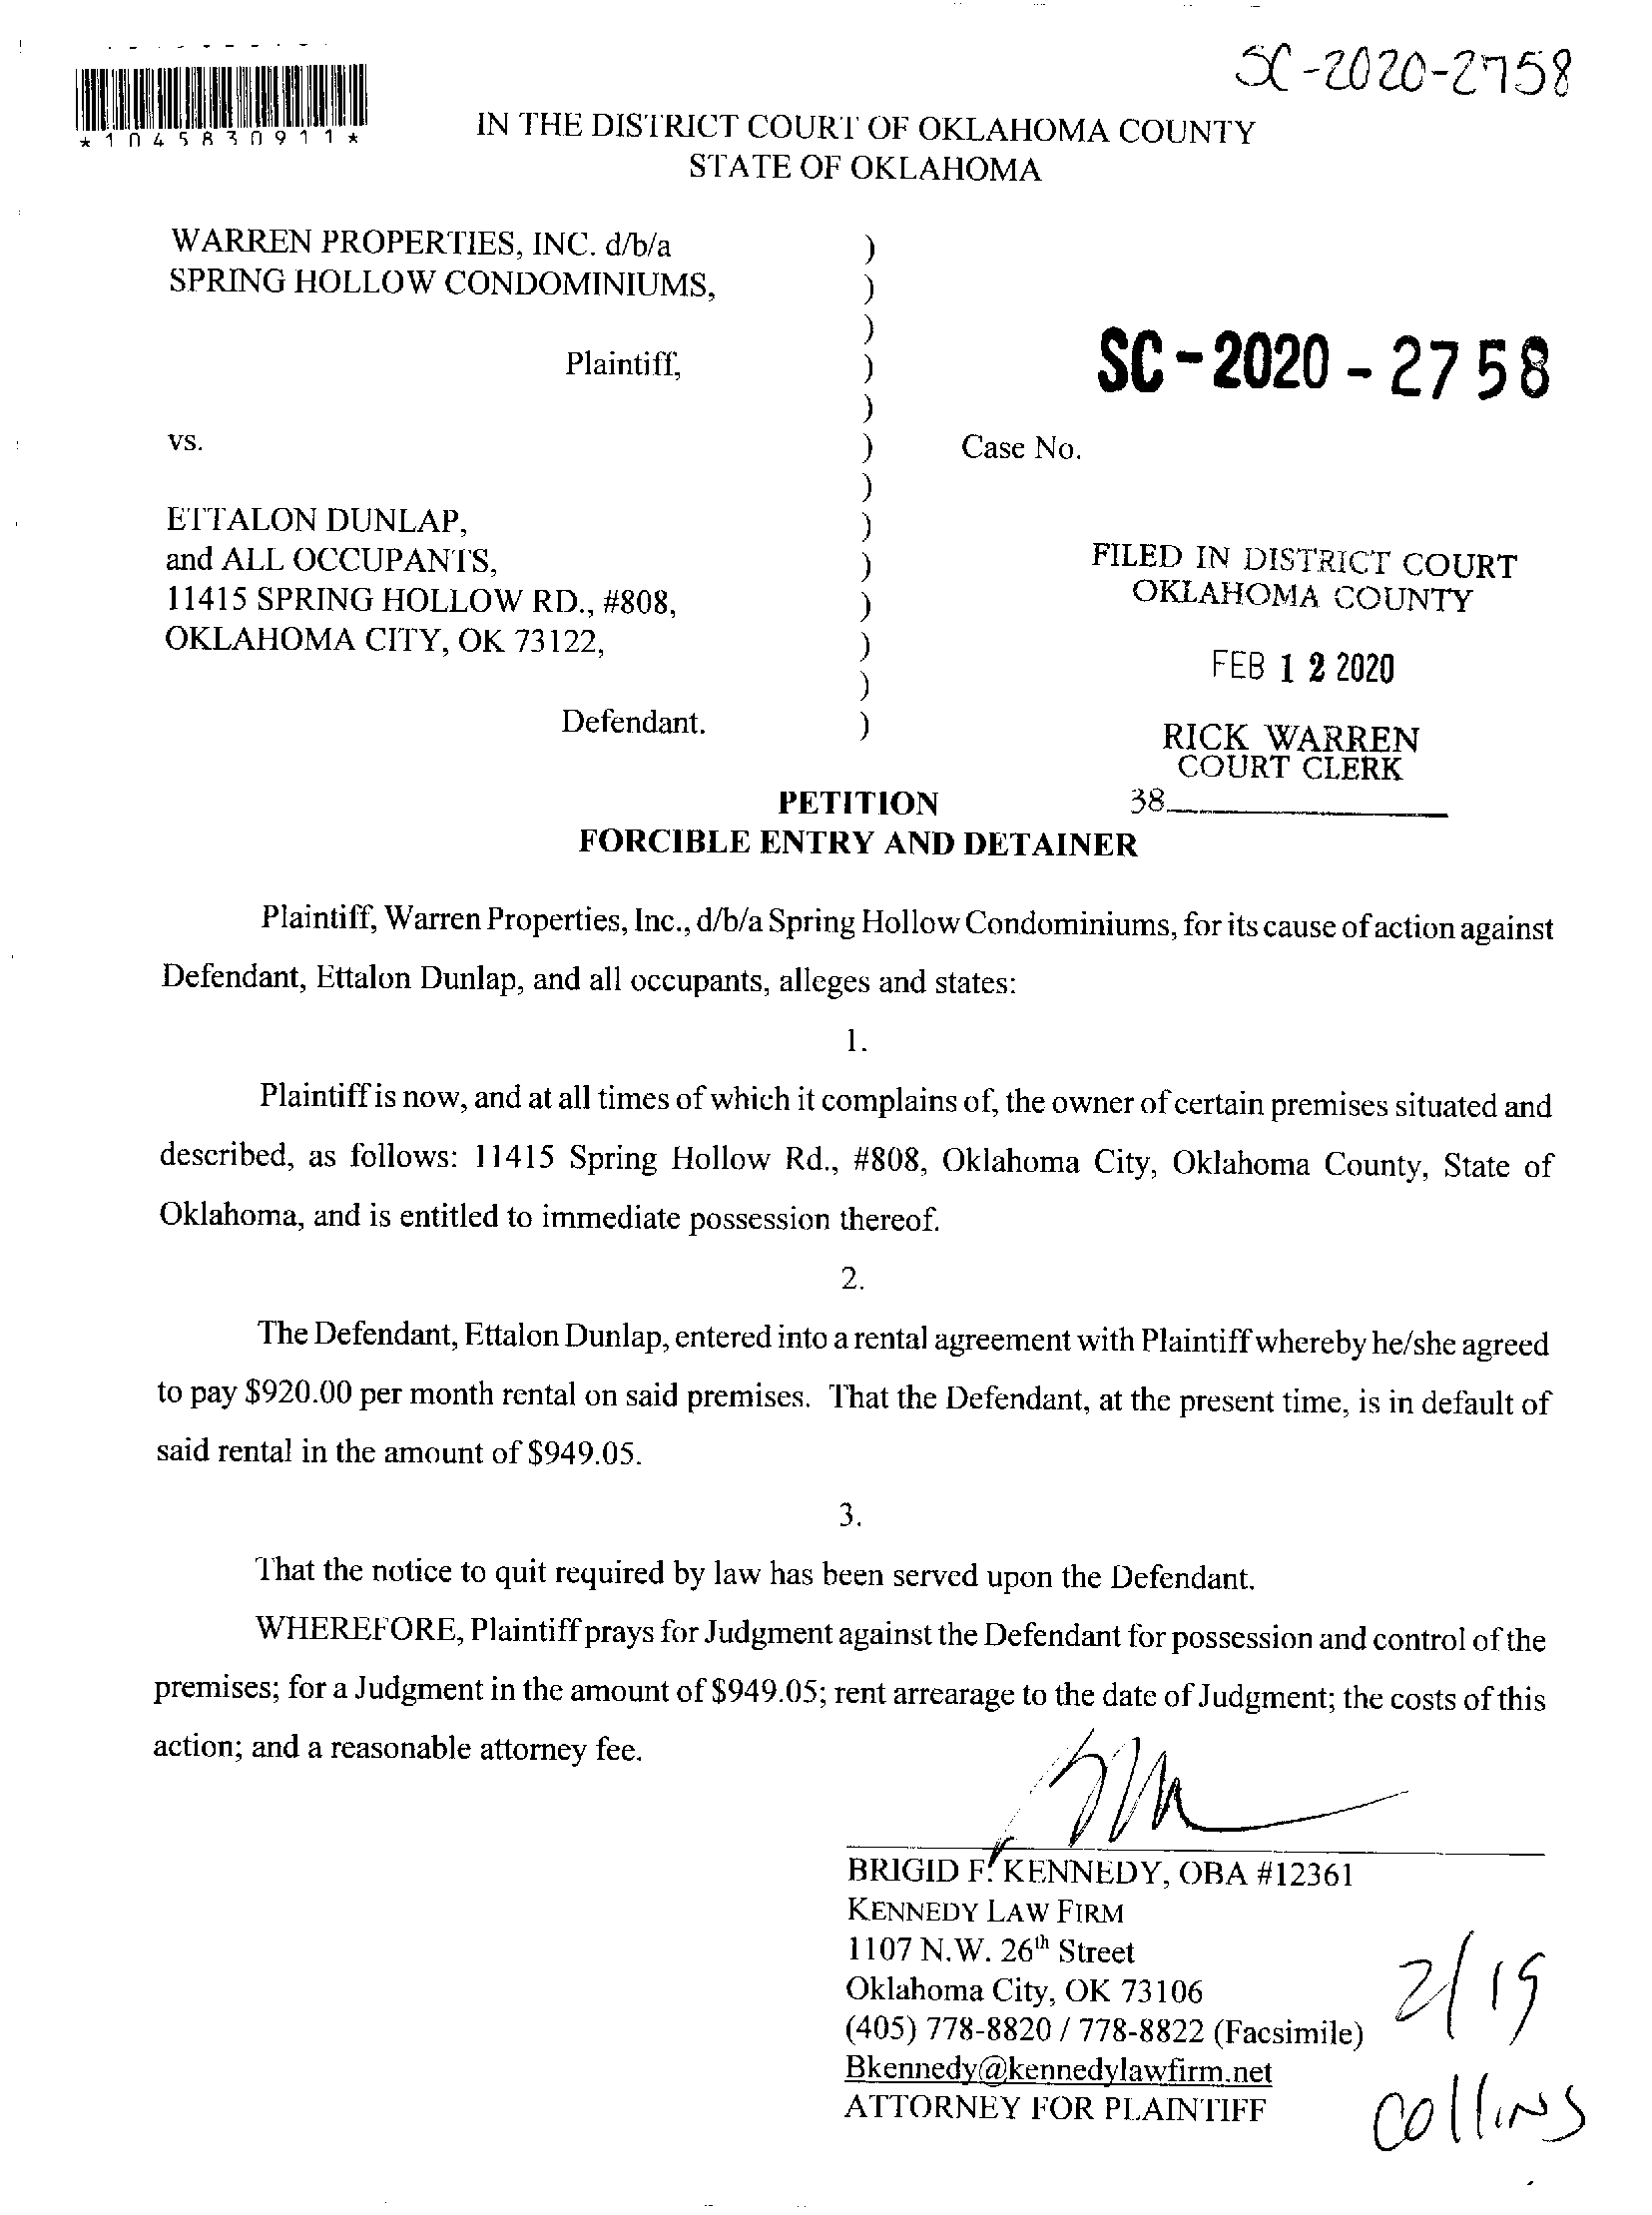 SC-2020-2758
*1045830911*
IN THE DISTRICT COURT OF OKLAHOMA COUNTY
STATE OF OKLAHOMA
WARREN PROPERTIES, INC. d/b/a )
SPRING HOLLOW CONDOMINIUMS, )
)
Plaintiff, ) SC-2020-2758
)
vs. ) Case No.
)
ETTALON DUNLAP, )
and ALL OCCUPANTS, ) FILED IN DISTRICT COURT
11415 SPRING HOLLOW RD., #808, ) OKLAHOMA COUNTY
OKLAHOMA CITY, OK 73122, )
) FEB 12 2020
Defendant. ) RICK WARREN
COURT CLERK
PETITION 38
FORCIBLE ENTRY AND DETAINER
Plaintiff, Warren Properties, Inc., d/b/a Spring Hollow Condominiums, for its cause of action against
Defendant, Ettalon Dunlap, and all occupants, alleges and states:
1.
Plaintiff is now, and at all times of which it complains of, the owner of certain premises situated and
described, as follows: 11415 Spring Hollow Rd., #808, Oklahoma City, Oklahoma County, State of
Oklahoma, and is entitled to immediate possession thereof.
2.
The Defendant, Ettalon Dunlap, entered into a rental agreement with Plaintiff whereby he/she agreed
to pay $920.00 per month rental on said premises. That the Defendant, at the present time, is in default of
said rental in the amount of $949.05.
3.
That the notice to quit required by law has been served upon the Defendant.
WHEREFORE, Plaintiff prays for Judgment against the Defendant for possession and control of the
premises; for a Judgment in the amount of $949.05; rent arrearage to the date of Judgment; the costs of this
action; and a reasonable attorney fee.
BRIGID F. KENNEDY, OBA #12361
KENNEDY LAW FIRM
1107 N.W. 26th Street
Oklahoma City, OK 73106
(405) 778-8820 / 778-8822 (Facsimile)
Bkennedy@kennedylawfirm.net
ATTORNEY FOR PLAINTIFF
2/19
Collins